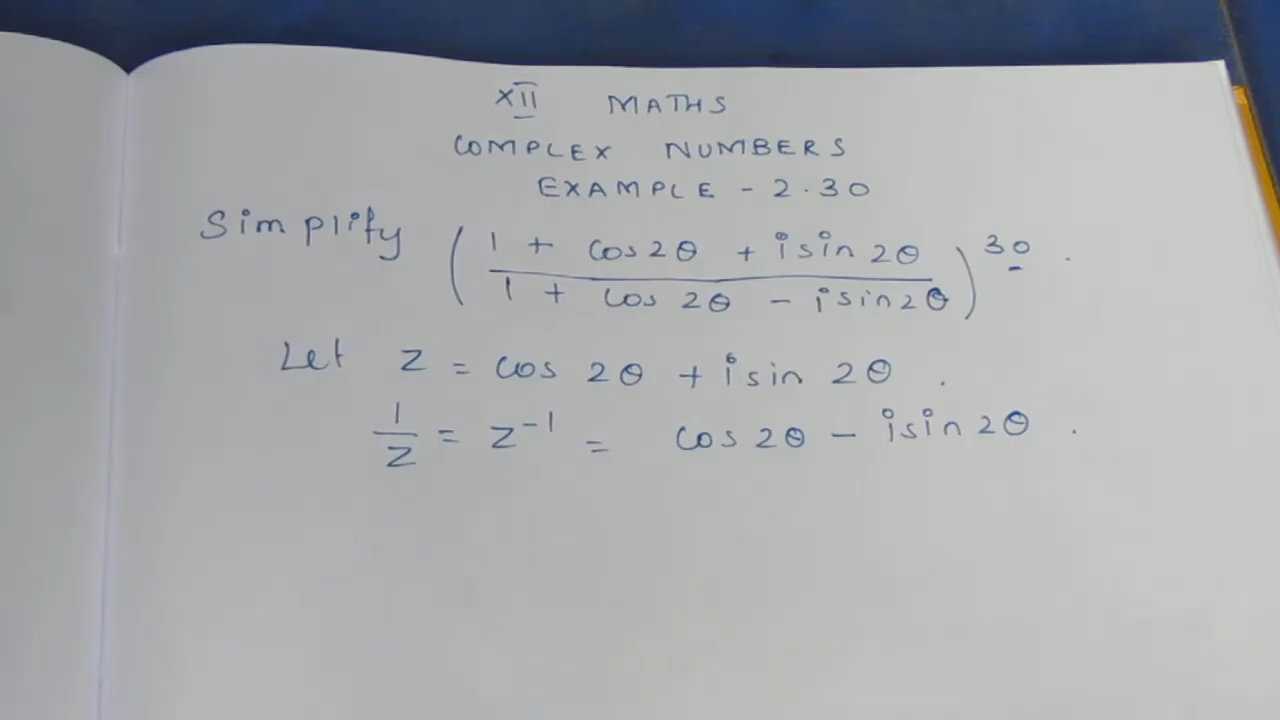 XII MATHS
COMPLEX NUMBERS
EXAMPLE - 2.30
Simplify ( 1 + cos 2θ + i sin 2θ / 1 + cos 2θ - i sin 2θ )^30 .
Let z = cos 2θ + i sin 2θ .
1/z = z^-1 = cos 2θ - i sin 2θ .